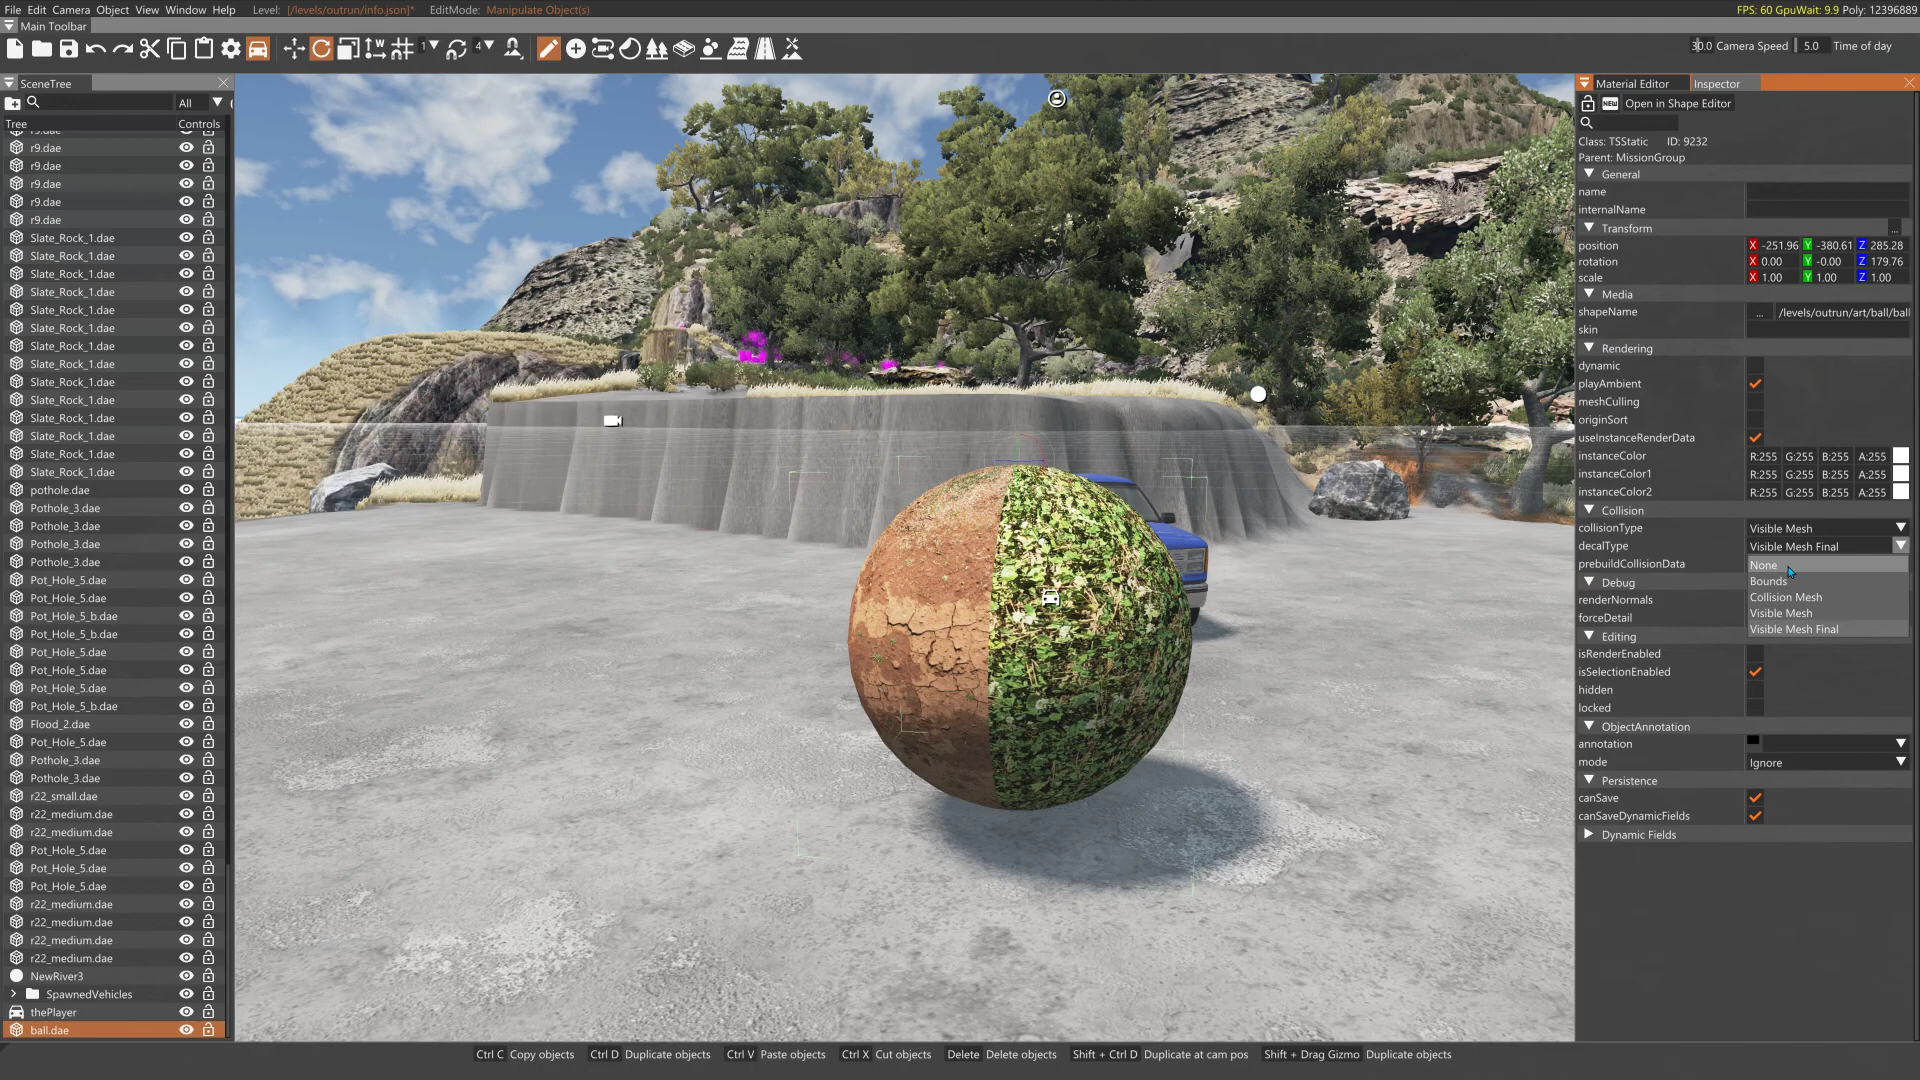 File Edit Camera Object View Window Help Level: [/levels/outrun/info.json]* EditMode: Manipulate Object(s) FPS: 60 GpuWait: 9.9 Poly: 12396889
Main Toolbar
1 4 30.0 Camera Speed 5.0 Time of day
SceneTree
All
Tree Controls
r9.dae
r9.dae
r9.dae
r9.dae
r9.dae
r9.dae
Slate_Rock_1.dae
Slate_Rock_1.dae
Slate_Rock_1.dae
Slate_Rock_1.dae
Slate_Rock_1.dae
Slate_Rock_1.dae
Slate_Rock_1.dae
Slate_Rock_1.dae
Slate_Rock_1.dae
Slate_Rock_1.dae
Slate_Rock_1.dae
Slate_Rock_1.dae
Slate_Rock_1.dae
Slate_Rock_1.dae
pothole.dae
Pothole_3.dae
Pothole_3.dae
Pothole_3.dae
Pothole_3.dae
Pot_Hole_5.dae
Pot_Hole_5.dae
Pot_Hole_5_b.dae
Pot_Hole_5_b.dae
Pot_Hole_5.dae
Pot_Hole_5.dae
Pot_Hole_5.dae
Pot_Hole_5_b.dae
Flood_2.dae
Pot_Hole_5.dae
Pothole_3.dae
Pothole_3.dae
r22_small.dae
r22_medium.dae
r22_medium.dae
Pot_Hole_5.dae
Pot_Hole_5.dae
Pot_Hole_5.dae
r22_medium.dae
r22_medium.dae
r22_medium.dae
r22_medium.dae
NewRiver3
SpawnedVehicles
thePlayer
ball.dae
Material Editor Inspector
NEW Open in Shape Editor
Class: TSStatic ID: 9232
Parent: MissionGroup
General
name
internalName
Transform ...
position X -251.96 Y -380.61 Z 285.28
rotation X 0.00 Y -0.00 Z 179.76
scale X 1.00 Y 1.00 Z 1.00
Media
shapeName ... /levels/outrun/art/ball/ball
skin
Rendering
dynamic
playAmbient
meshCulling
originSort
useInstanceRenderData
instanceColor R:255 G:255 B:255 A:255
instanceColor1 R:255 G:255 B:255 A:255
instanceColor2 R:255 G:255 B:255 A:255
Collision
collisionType Visible Mesh
decalType Visible Mesh Final
prebuildCollisionData None
Debug Bounds
renderNormals Collision Mesh
forceDetail Visible Mesh
Editing Visible Mesh Final
isRenderEnabled
isSelectionEnabled
hidden
locked
ObjectAnnotation
annotation
mode Ignore
Persistence
canSave
canSaveDynamicFields
Dynamic Fields
Ctrl C Copy objects Ctrl D Duplicate objects Ctrl V Paste objects Ctrl X Cut objects Delete Delete objects Shift + Ctrl D Duplicate at cam pos Shift + Drag Gizmo Duplicate objects